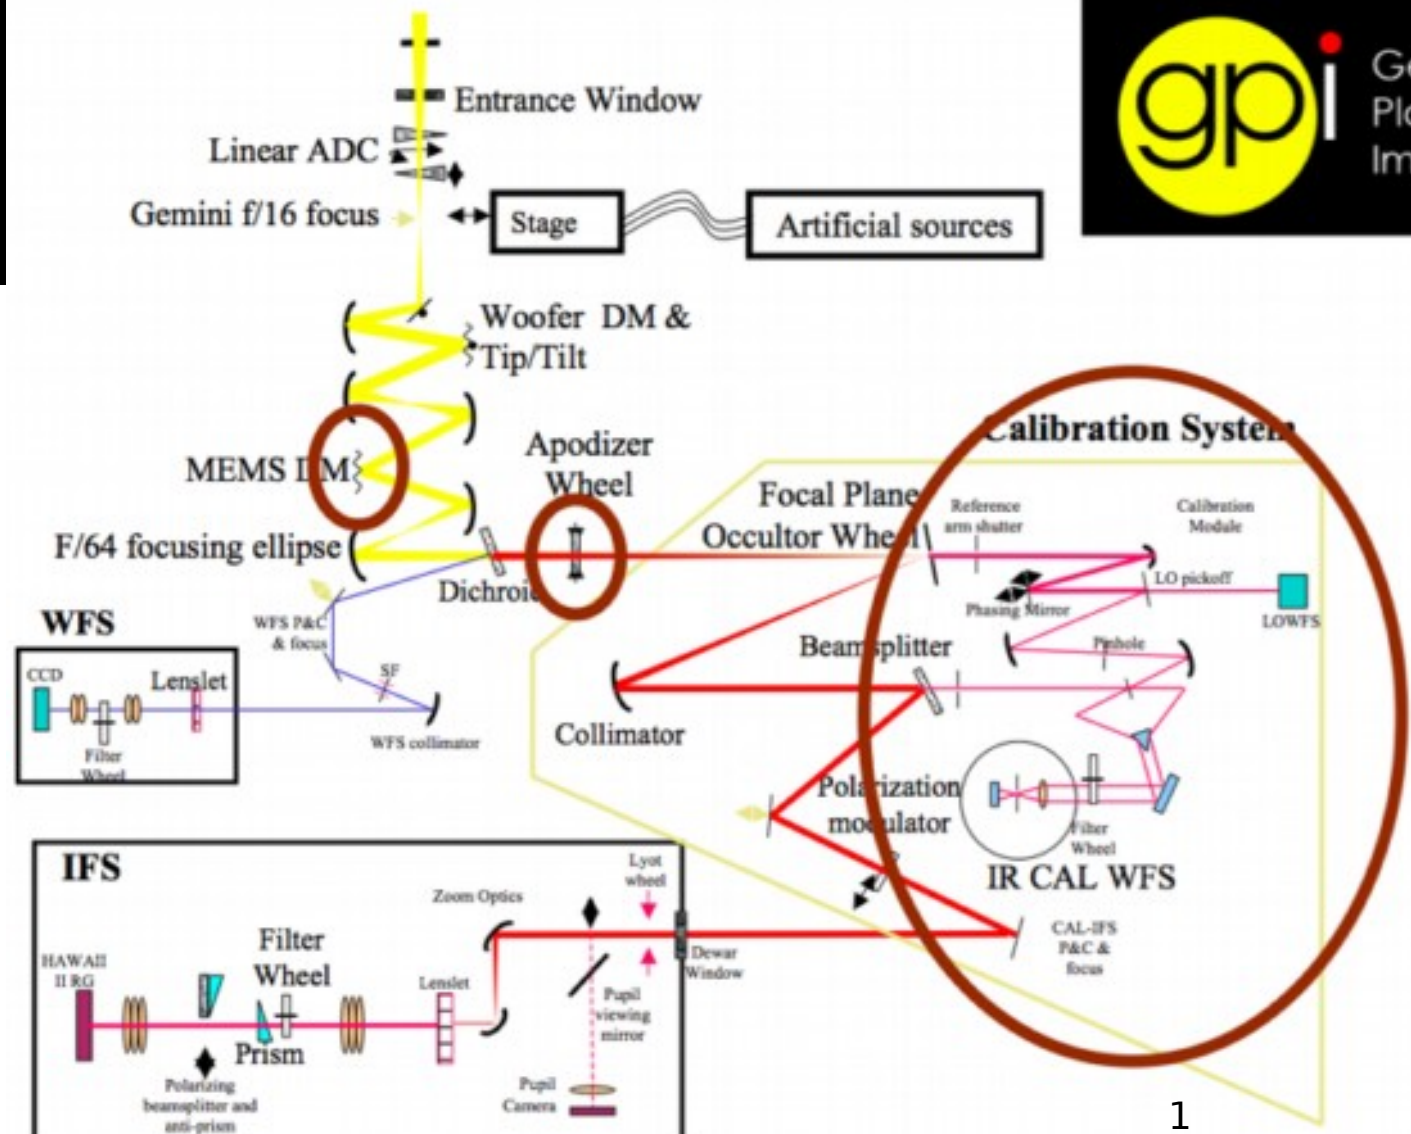 Entrance Window
gpi
Ge
Pla
Im
Linear ADC
Gemini f/16 focus
Stage
Artificial sources
Woofer DM &
Tip/Tilt
MEMS DM
Apodizer
Wheel
Calibration System
F/64 focusing ellipse
Dichroic
Focal Plane
Occultor Wheel
Reference
arm shutter
Calibration
Module
LO pickoff
Phasing Mirror
LOWFS
WFS
WFS P&C
& focus
SF
CCD
Lenslet
Filter
Wheel
WFS collimator
Beamsplitter
Pinhole
Collimator
Polarization
modulator
Filter
Wheel
IR CAL WFS
CAL-IFS
P&C &
focus
IFS
Zoom Optics
Lyot
wheel
Dewar
Window
HAWAII
II RG
Filter
Wheel
Lenslet
Pupil
viewing
mirror
Prism
Polarizing
beamsplitter and
anti-prism
Pupil
Camera
1